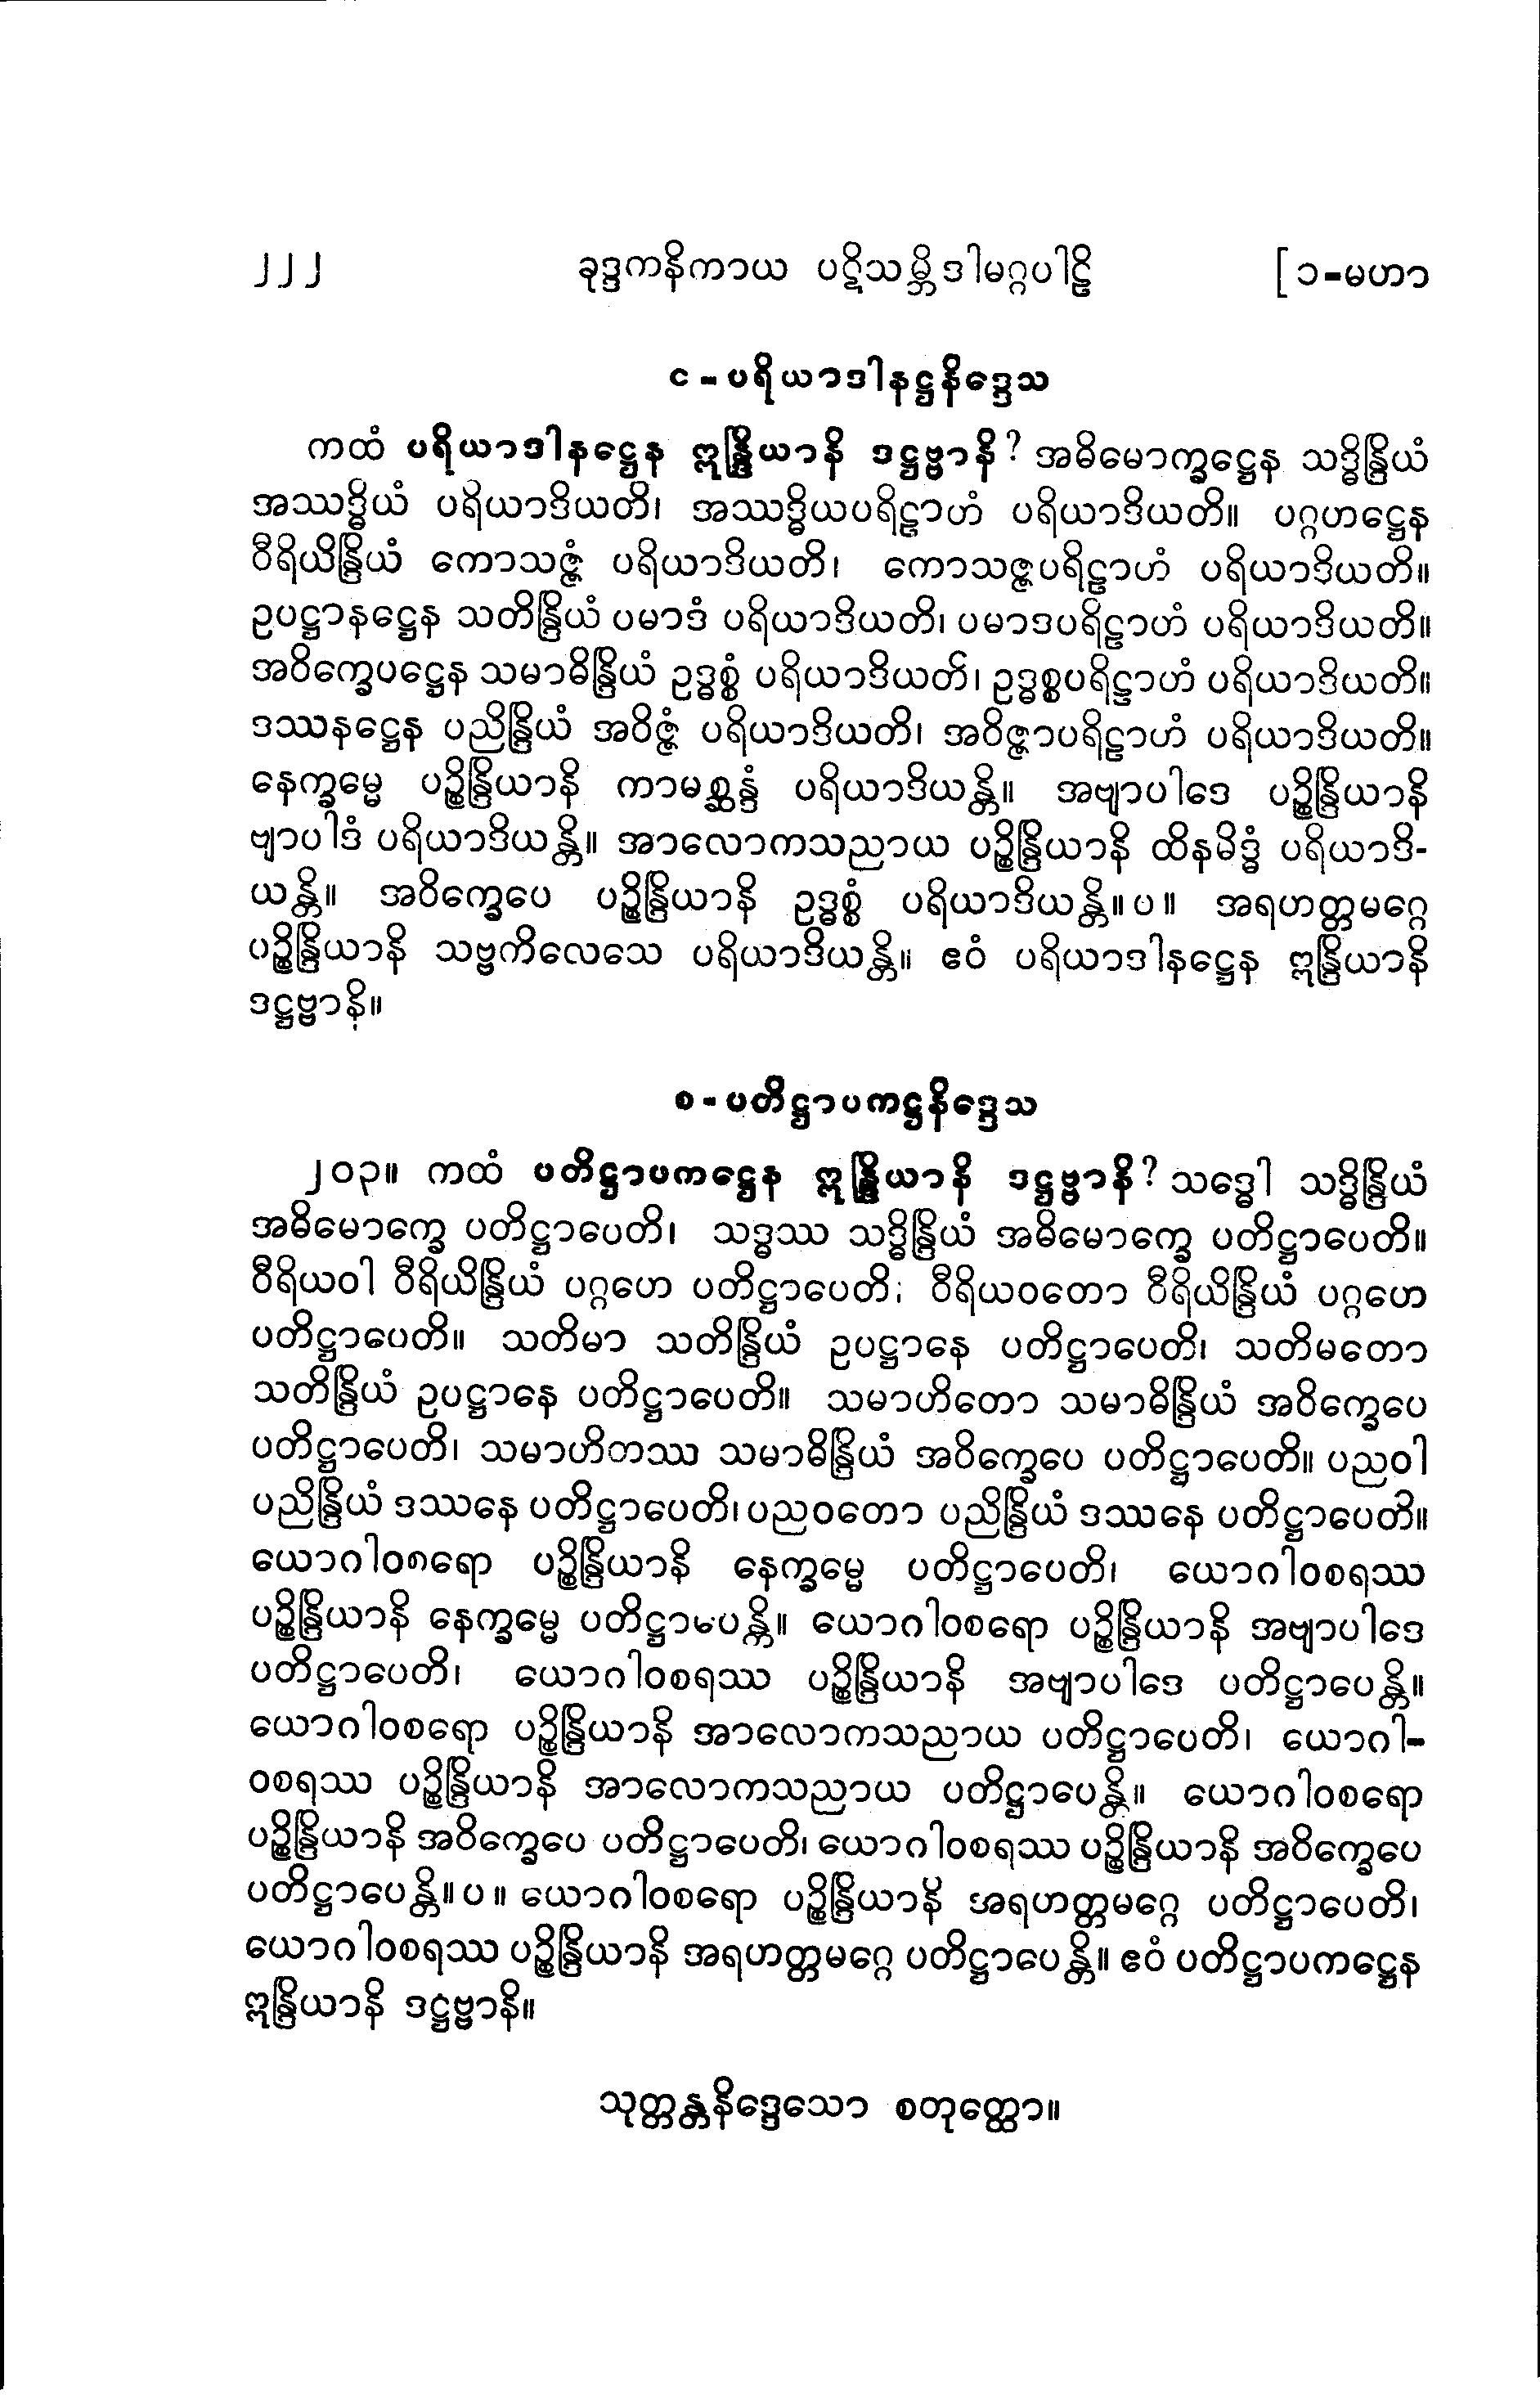 ၂၂၂ ခုဒ္ဒကနိကာယ ပဋိသမ္ဘိဒါမဂ္ဂပါဠိ [ ၁-မဟာ
င - ပရိယာဒါနဋ္ဌနိဒ္ဒေသ
ကထံ ပရိယာဒါနဋ္ဌေန ဣန္ဒြိယာနိ ဒဋ္ဌဗ္ဗာနိ? အဓိမောက္ခဋ္ဌေန သဒ္ဓိန္ဒြိယံ
အဿဒ္ဓိယံ ပရိယာဒိယတိ၊ အဿဒ္ဓိယပရိဠာဟံ ပရိယာဒိယတိ။ ပဂ္ဂဟဋ္ဌေန
ဝီရိယိန္ဒြိယံ ကောသဇ္ဇံ ပရိယာဒိယတိ၊ ကောသဇ္ဇပရိဠာဟံ ပရိယာဒိယတိ။
ဥပဋ္ဌာနဋ္ဌေန သတိန္ဒြိယံ ပမာဒံ ပရိယာဒိယတိ၊ ပမာဒပရိဠာဟံ ပရိယာဒိယတိ။
အဝိက္ခေပဋ္ဌေန သမာဓိန္ဒြိယံ ဥဒ္ဓစ္စံ ပရိယာဒိယတိ၊ ဥဒ္ဓစ္စပရိဠာဟံ ပရိယာဒိယတိ။
ဒဿနဋ္ဌေန ပညိန္ဒြိယံ အဝိဇ္ဇံ ပရိယာဒိယတိ၊ အဝိဇ္ဇာပရိဠာဟံ ပရိယာဒိယတိ။
နေက္ခမ္မေ ပဉ္စိန္ဒြိယာနိ ကာမစ္ဆန္ဒံ ပရိယာဒိယန္တိ။ အဗျာပါဒေ ပဉ္စိန္ဒြိယာနိ
ဗျာပါဒံ ပရိယာဒိယန္တိ။ အာလောကသညာယ ပဉ္စိန္ဒြိယာနိ ထိနမိဒ္ဓံ ပရိယာဒိ-
ယန္တိ။ အဝိက္ခေပေ ပဉ္စိန္ဒြိယာနိ ဥဒ္ဓစ္စံ ပရိယာဒိယန္တိ။ပ။ အရဟတ္တမဂ္ဂေ
ပဉ္စိန္ဒြိယာနိ သဗ္ဗကိလေသေ ပရိယာဒိယန္တိ။ ဧဝံ ပရိယာဒါနဋ္ဌေန ဣန္ဒြိယာနိ
ဒဋ္ဌဗ္ဗာနိ။
စ - ပတိဋ္ဌာပကဋ္ဌနိဒ္ဒေသ
၂၀၃။ ကထံ ပတိဋ္ဌာပကဋ္ဌေန ဣန္ဒြိယာနိ ဒဋ္ဌဗ္ဗာနိ? သဒ္ဓေါ သဒ္ဓိန္ဒြိယံ
အဓိမောက္ခေ ပတိဋ္ဌာပေတိ၊ သဒ္ဓဿ သဒ္ဓိန္ဒြိယံ အဓိမောက္ခေ ပတိဋ္ဌာပေတိ။
ဝီရိယဝါ ဝီရိယိန္ဒြိယံ ပဂ္ဂဟေ ပတိဋ္ဌာပေတိ၊ ဝီရိယဝတော ဝီရိယိန္ဒြိယံ ပဂ္ဂဟေ
ပတိဋ္ဌာပေတိ။ သတိမာ သတိန္ဒြိယံ ဥပဋ္ဌာနေ ပတိဋ္ဌာပေတိ၊ သတိမတော
သတိန္ဒြိယံ ဥပဋ္ဌာနေ ပတိဋ္ဌာပေတိ။ သမာဟိတော သမာဓိန္ဒြိယံ အဝိက္ခေပေ
ပတိဋ္ဌာပေတိ၊ သမာဟိတဿ သမာဓိန္ဒြိယံ အဝိက္ခေပေ ပတိဋ္ဌာပေတိ။ ပညဝါ
ပညိန္ဒြိယံ ဒဿနေ ပတိဋ္ဌာပေတိ၊ ပညဝတော ပညိန္ဒြိယံ ဒဿနေ ပတိဋ္ဌာပေတိ။
ယောဂါဝစရော ပဉ္စိန္ဒြိယာနိ နေက္ခမ္မေ ပတိဋ္ဌာပေတိ၊ ယောဂါဝစရဿ
ပဉ္စိန္ဒြိယာနိ နေက္ခမ္မေ ပတိဋ္ဌာပေန္တိ။ ယောဂါဝစရော ပဉ္စိန္ဒြိယာနိ အဗျာပါဒေ
ပတိဋ္ဌာပေတိ၊ ယောဂါဝစရဿ ပဉ္စိန္ဒြိယာနိ အဗျာပါဒေ ပတိဋ္ဌာပေန္တိ။
ယောဂါဝစရော ပဉ္စိန္ဒြိယာနိ အာလောကသညာယ ပတိဋ္ဌာပေတိ၊ ယောဂါ-
ဝစရဿ ပဉ္စိန္ဒြိယာနိ အာလောကသညာယ ပတိဋ္ဌာပေန္တိ။ ယောဂါဝစရော
ပဉ္စိန္ဒြိယာနိ အဝိက္ခေပေ ပတိဋ္ဌာပေတိ၊ ယောဂါဝစရဿ ပဉ္စိန္ဒြိယာနိ အဝိက္ခေပေ
ပတိဋ္ဌာပေန္တိ။ပ။ ယောဂါဝစရော ပဉ္စိန္ဒြိယာနိ အရဟတ္တမဂ္ဂေ ပတိဋ္ဌာပေတိ၊
ယောဂါဝစရဿ ပဉ္စိန္ဒြိယာနိ အရဟတ္တမဂ္ဂေ ပတိဋ္ဌာပေန္တိ။ ဧဝံ ပတိဋ္ဌာပကဋ္ဌေန
ဣန္ဒြိယာနိ ဒဋ္ဌဗ္ဗာနိ။
သုတ္တန္တနိဒ္ဒေသော စတုတ္ထော။